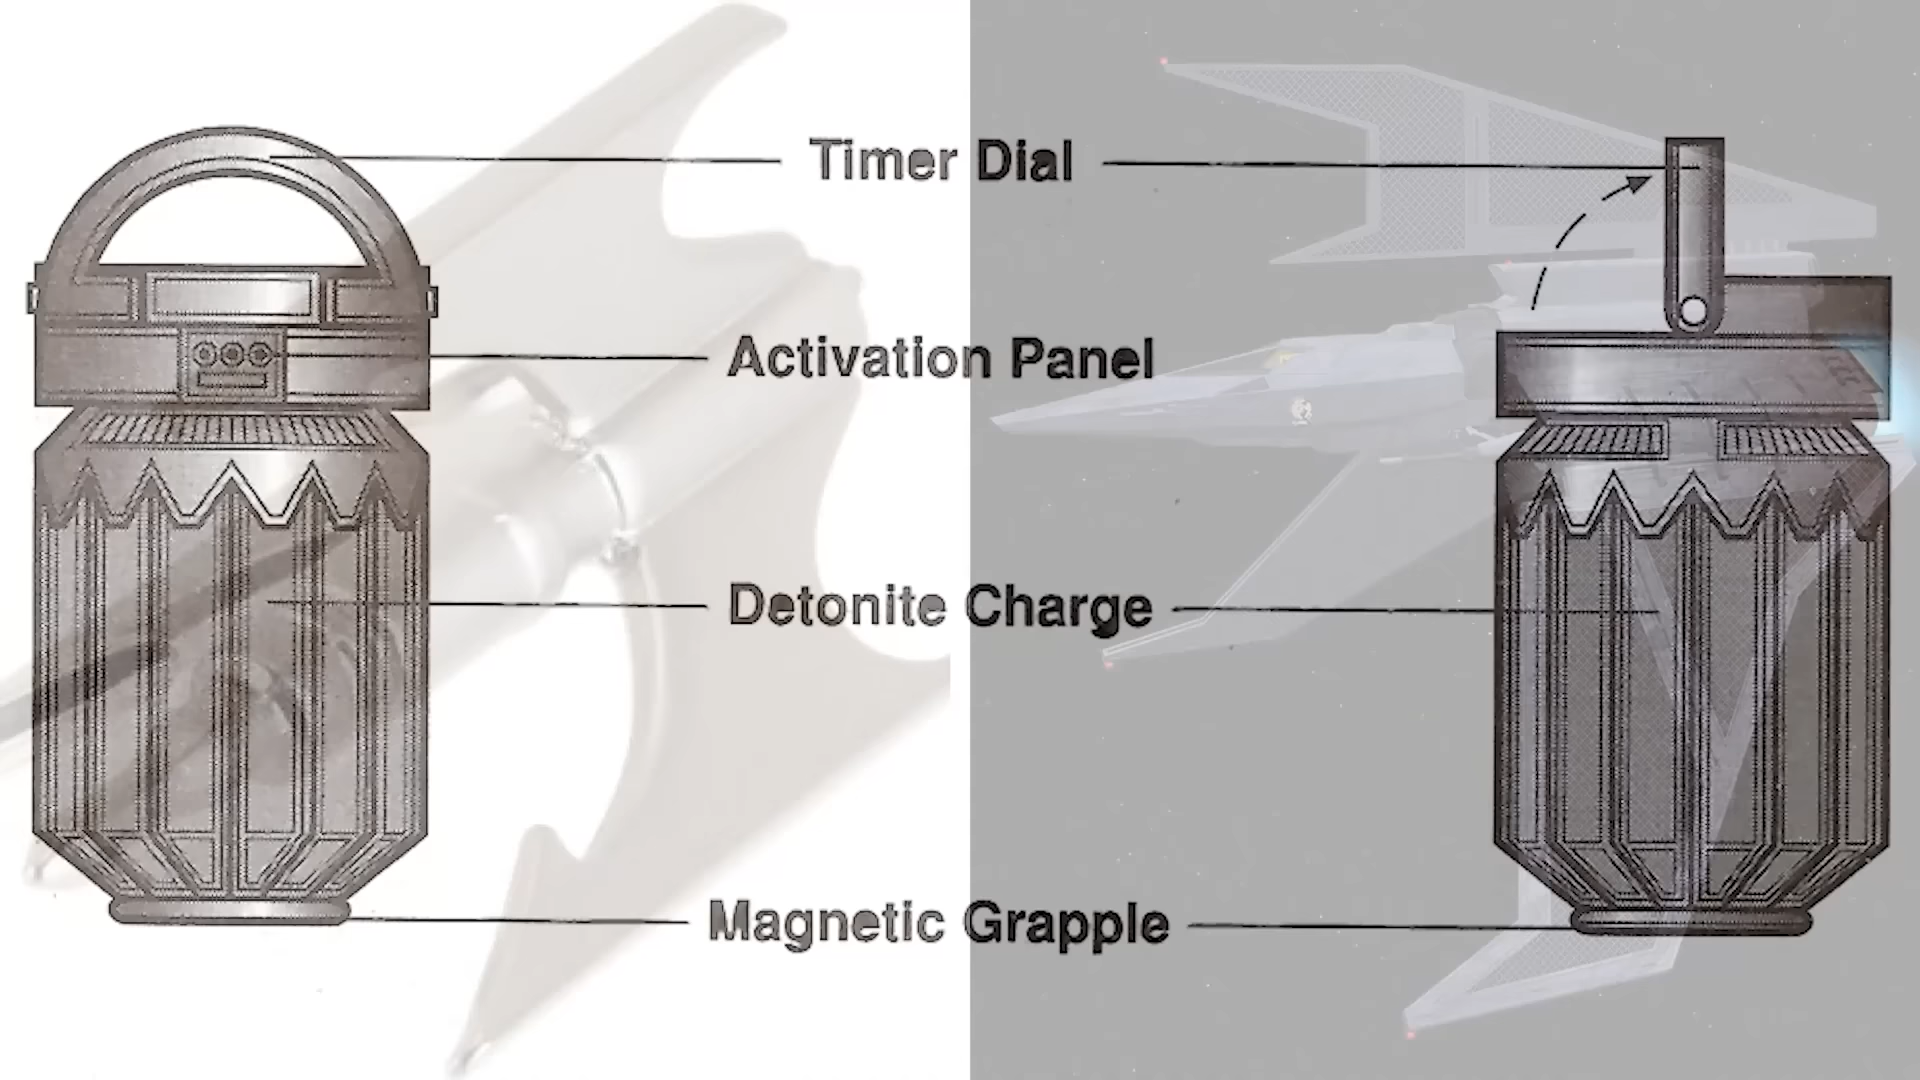 Timer Dial
Activation Panel
Detonite Charge
Magnetic Grapple